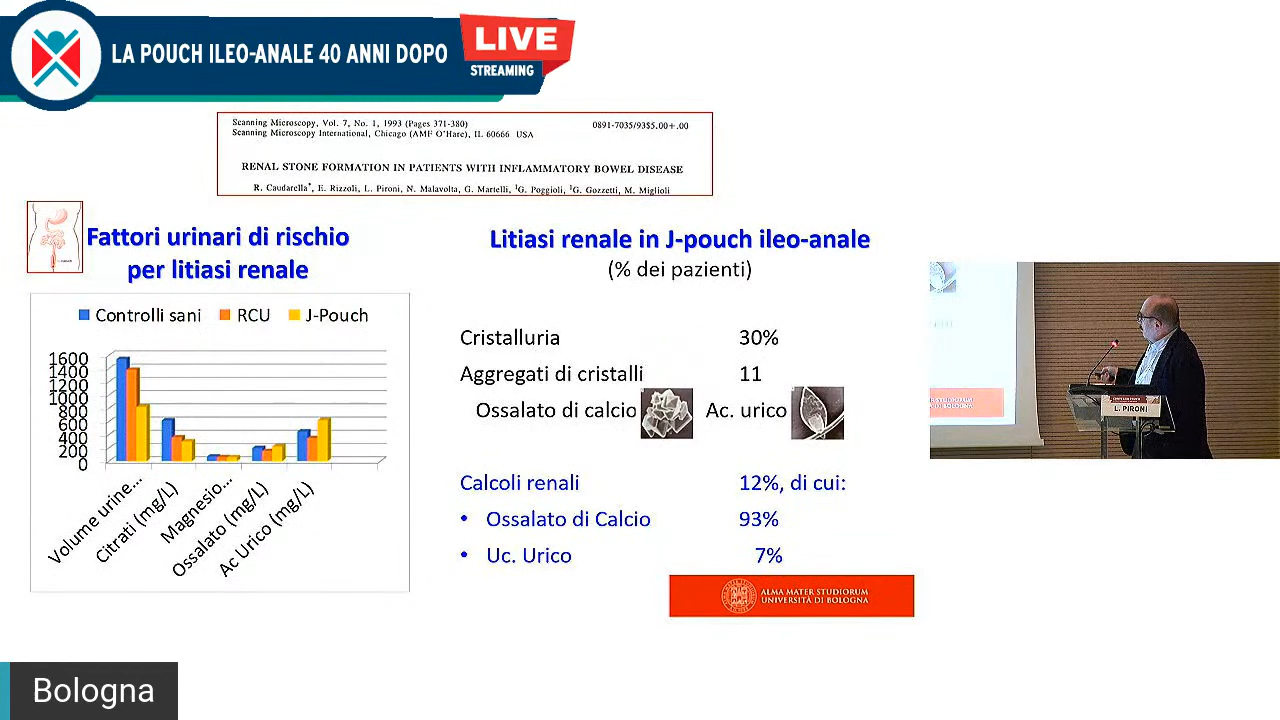 LA POUCH ILEO-ANALE 40 ANNI DOPO
LIVE
STREAMING
Scanning Microscopy, Vol. 7, No. 1, 1993 (Pages 371-380)
0891-7035/93$5.00+.00
Scanning Microscopy International, Chicago (AMF O'Hare), IL 60666 USA
RENAL STONE FORMATION IN PATIENTS WITH INFLAMMATORY BOWEL DISEASE
R. Caudarella*, E. Rizzoli, L. Pironi, N. Malavolta, G. Martelli, ¹G. Poggioli, ¹G. Gozzetti, M. Miglioli
Fattori urinari di rischio
per litiasi renale
Controlli sani RCU J-Pouch
1600
1400
1200
1000
800
600
400
200
0
Volume urine...
Citrati (mg/L)
Magnesio...
Ossalato (mg/L)
Ac Urico (mg/L)
Litiasi renale in J-pouch ileo-anale
(% dei pazienti)
Cristalluria 30%
Aggregati di cristalli 11
Ossalato di calcio Ac. urico
Calcoli renali 12%, di cui:
• Ossalato di Calcio 93%
• Uc. Urico 7%
ALMA MATER STUDIORUM
UNIVERSITÀ DI BOLOGNA
L. PIRONI
Bologna